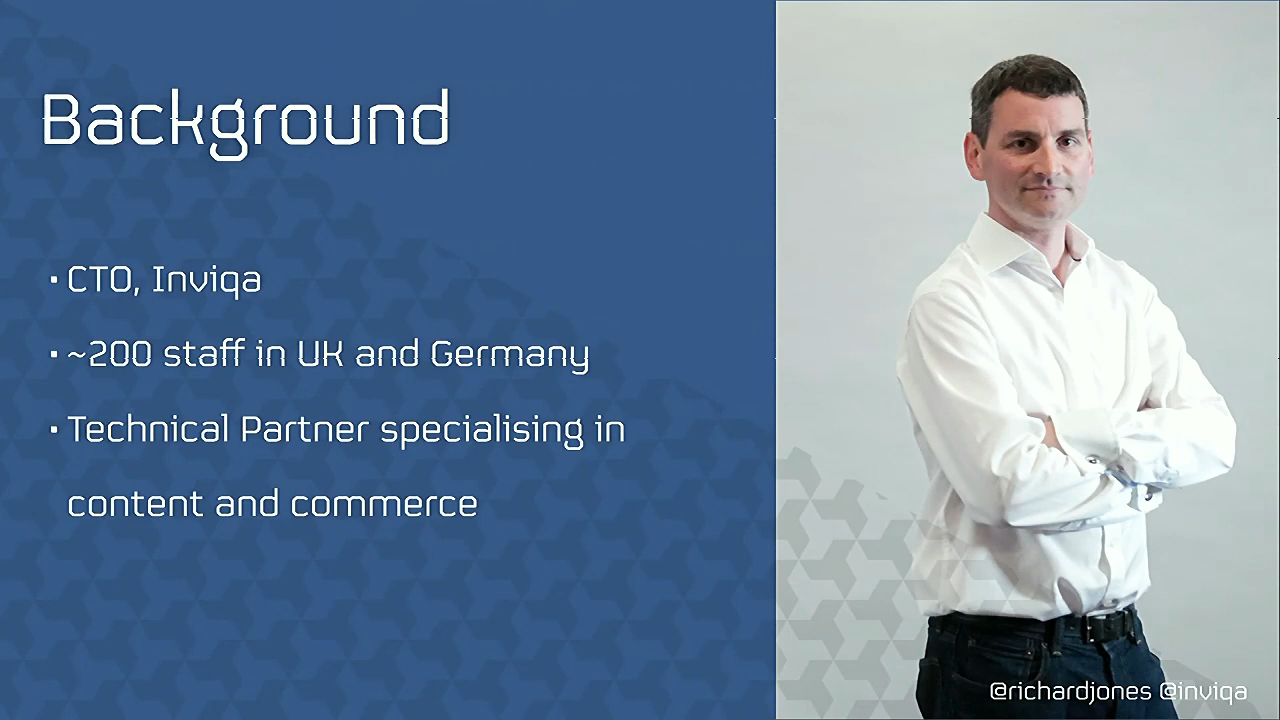 Background
· CTO, Inviqa
· ~200 staff in UK and Germany
· Technical Partner specialising in
content and commerce
@richardjones @inviqa